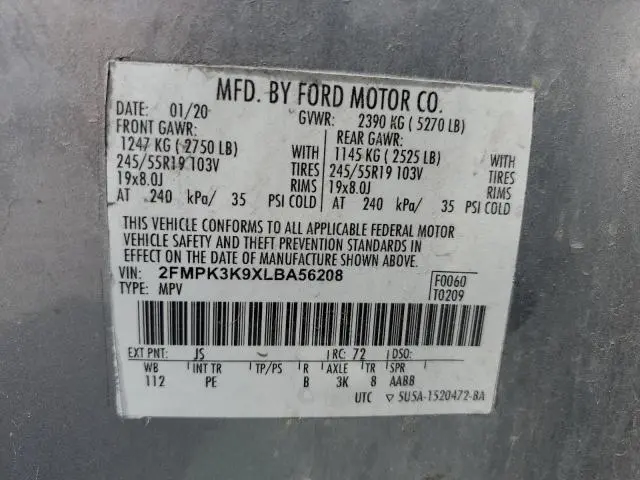 MFD. BY FORD MOTOR CO.
DATE: 01/20 GVWR: 2390 KG ( 5270 LB)
FRONT GAWR: REAR GAWR:
1247 KG ( 2750 LB) WITH 1145 KG ( 2525 LB) WITH
245/55R19 103V TIRES 245/55R19 103V TIRES
19x8.0J RIMS 19x8.0J RIMS
AT 240 kPa/ 35 PSI COLD AT 240 kPa/ 35 PSI COLD
THIS VEHICLE CONFORMS TO ALL APPLICABLE FEDERAL MOTOR
VEHICLE SAFETY AND THEFT PREVENTION STANDARDS IN
EFFECT ON THE DATE OF MANUFACTURE SHOWN ABOVE.
VIN: 2FMPK3K9XLBA56208 F0060
TYPE: MPV T0209
EXT PNT: JS RC: 72 DSO:
WB INT TR TP/PS R AXLE TR SPR
112 PE B 3K 8 AABB
UTC ▽ 5U5A-1520472-BA